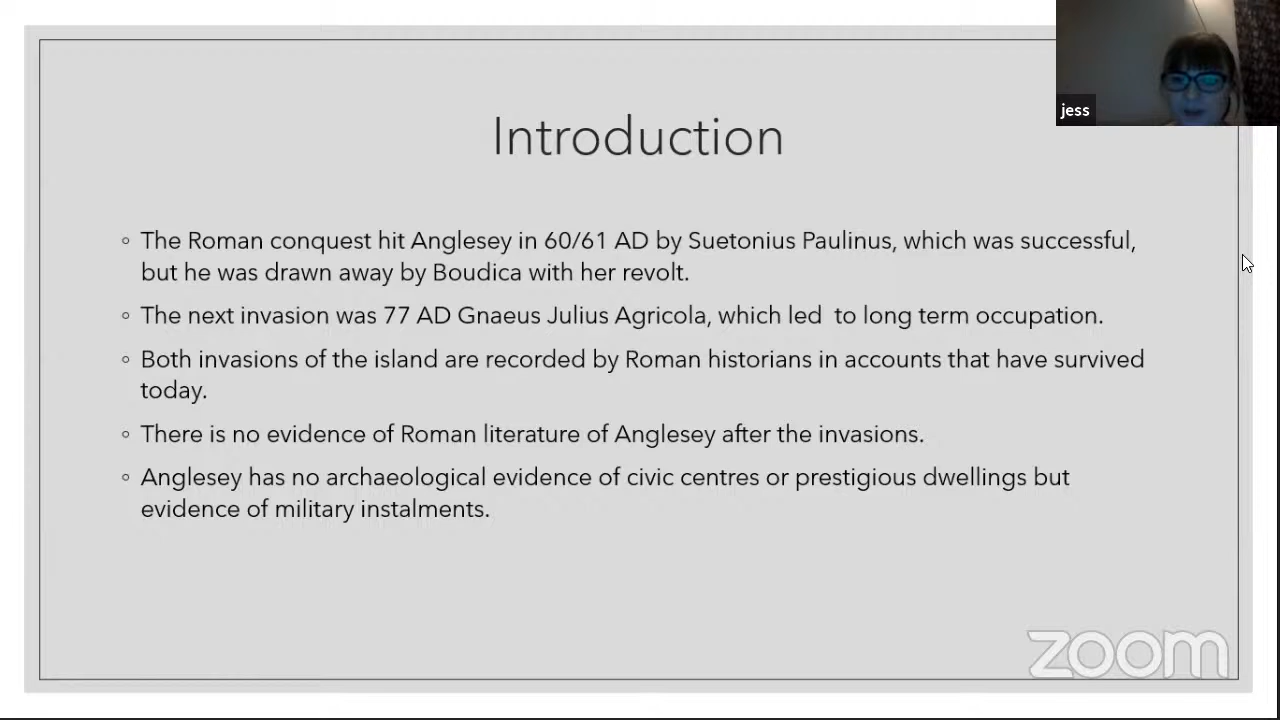 jess
Introduction
◦ The Roman conquest hit Anglesey in 60/61 AD by Suetonius Paulinus, which was successful,
but he was drawn away by Boudica with her revolt.
◦ The next invasion was 77 AD Gnaeus Julius Agricola, which led  to long term occupation.
◦ Both invasions of the island are recorded by Roman historians in accounts that have survived
today.
◦ There is no evidence of Roman literature of Anglesey after the invasions.
◦ Anglesey has no archaeological evidence of civic centres or prestigious dwellings but
evidence of military instalments.
zoom